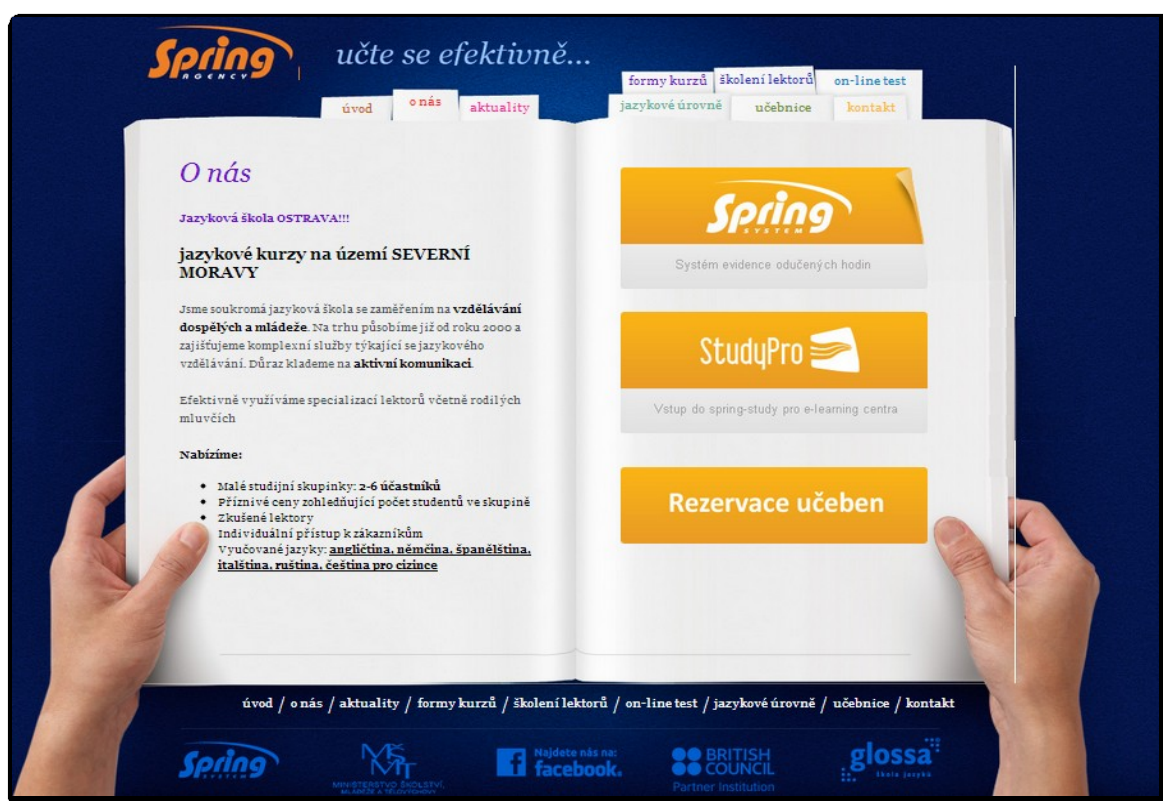 Spring
AGENCY
učte se efektivně...
formy kurzů
školení lektorů
on-line test
úvod
o nás
aktuality
jazykové úrovně
učebnice
kontakt
O nás
Jazyková škola OSTRAVA!!!
jazykové kurzy na území SEVERNÍ
MORAVY
Jsme soukromá jazyková škola se zaměřením na vzdělávání
dospělých a mládeže. Na trhu působíme již od roku 2000 a
zajišťujeme komplexní služby týkající se jazykového
vzdělávání. Důraz klademe na aktivní komunikaci.
Efektivně využíváme specializací lektorů včetně rodilých
mluvčích
Nabízíme:
Malé studijní skupinky: 2-6 účastníků
Příznivé ceny zohledňující počet studentů ve skupině
Zkušené lektory
Individuální přístup k zákazníkům
Vyučované jazyky: angličtina, němčina, španělština,
italština, ruština, čeština pro cizince
Spring
SYSTEM
Systém evidence odučených hodin
StudyPro
Vstup do spring-study pro e-learning centra
Rezervace učeben
úvod / o nás / aktuality / formy kurzů / školení lektorů / on-line test / jazykové úrovně / učebnice / kontakt
Spring
SYSTEM
MŠMT
MINISTERSTVO ŠKOLSTVÍ,
MLÁDEŽE A TĚLOVÝCHOVY
Najdete nás na:
facebook.
BRITISH
COUNCIL
Partner Institution
glossa
škola jazyků